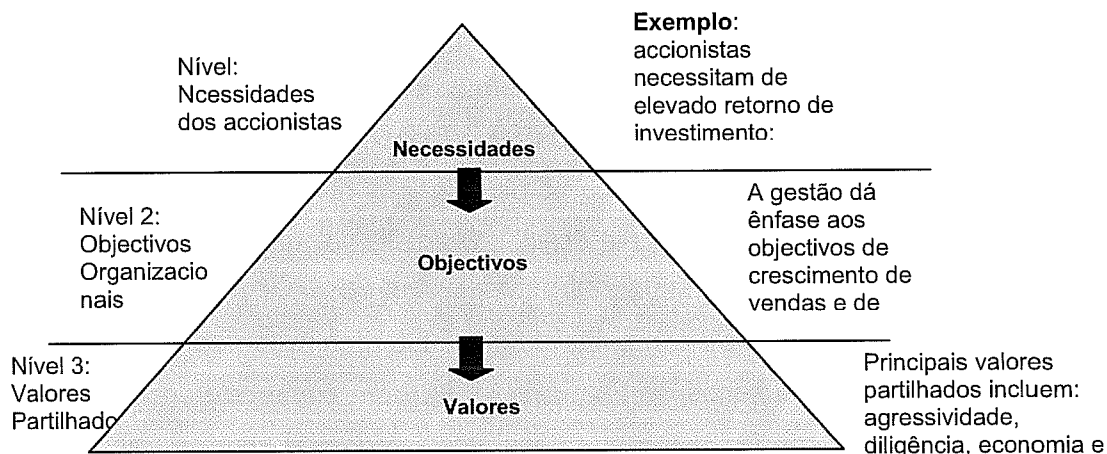 Nível:
Ncessidades
dos accionistas
Exemplo:
accionistas
necessitam de
elevado retorno de
investimento:
Necessidades
Nível 2:
Objectivos
Organizacio
nais
Objectivos
A gestão dá
ênfase aos
objectivos de
crescimento de
vendas e de
Nível 3:
Valores
Partilhado
Valores
Principais valores
partilhados incluem:
agressividade,
diligência, economia e